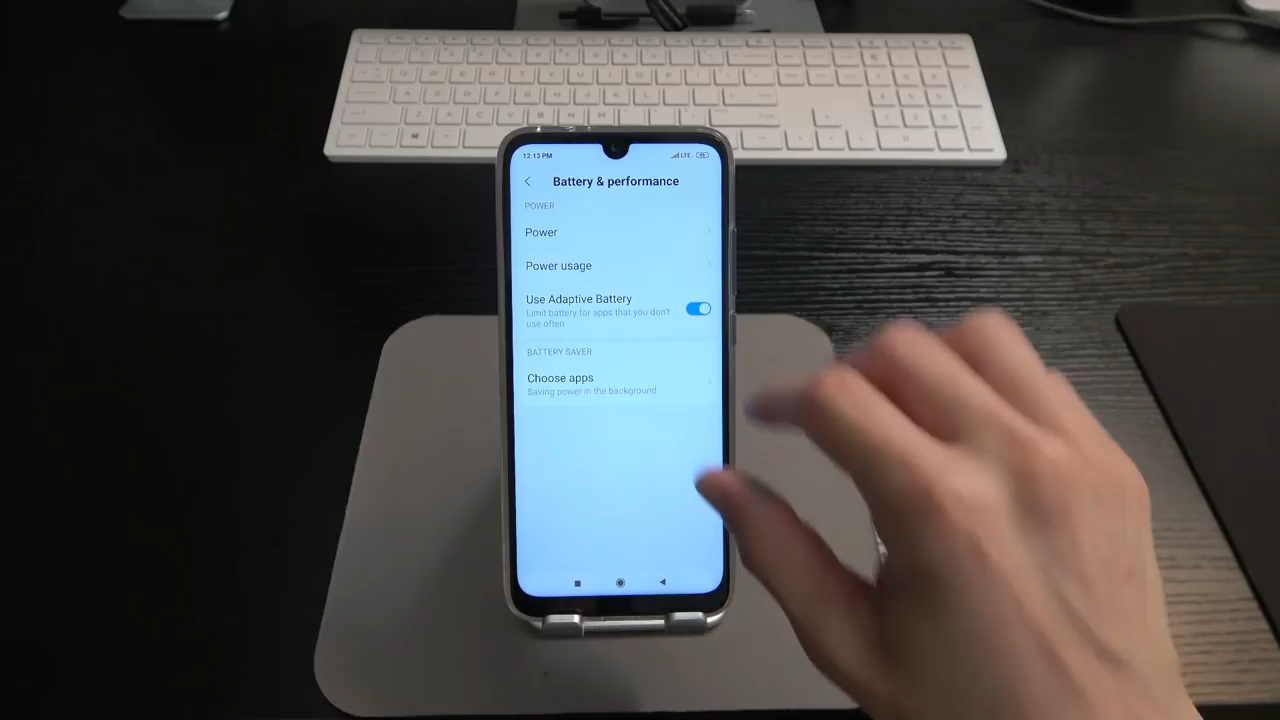 12:13 PM
LTE
Battery & performance
POWER
Power
Power usage
Use Adaptive Battery
Limit battery for apps that you don't
use often
BATTERY SAVER
Choose apps
Saving power in the background